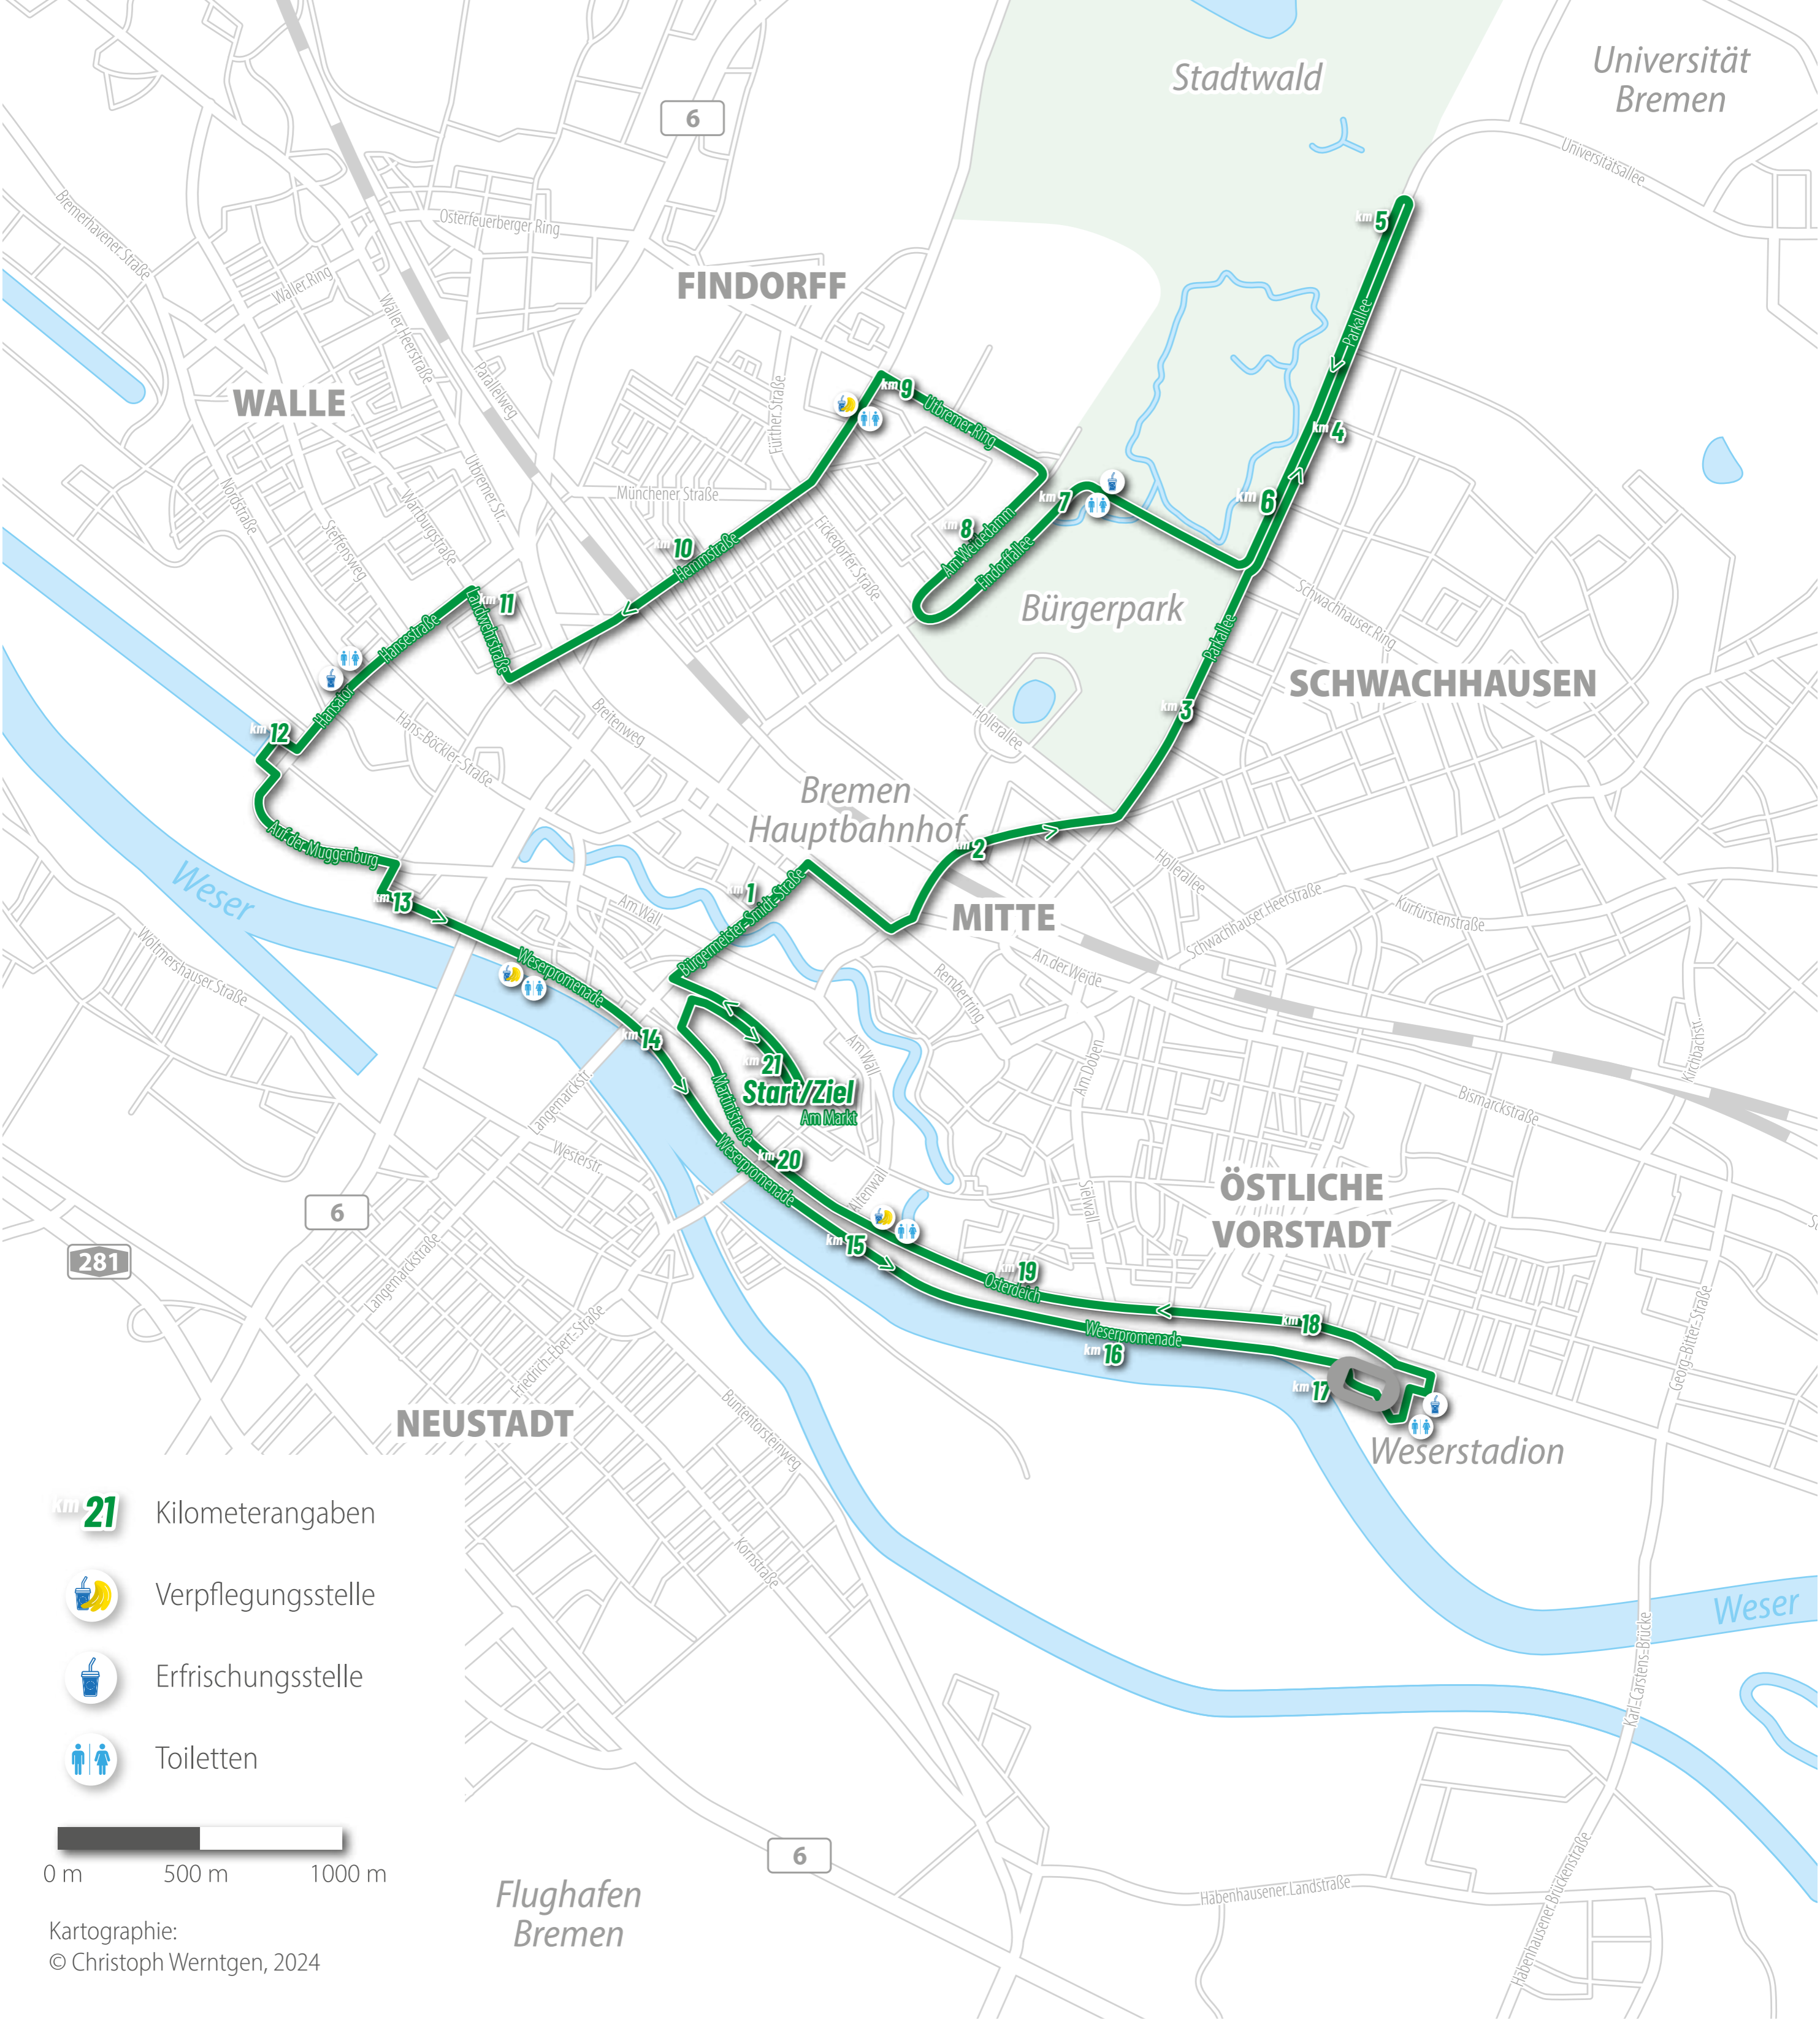 Stadtwald
Universität
Bremen
6
Universitätsallee
Bremerhavener Straße
Osterfeuerberger Ring
km 5
Waller Ring
FINDORFF
Waller Heerstraße
Parkallee
WALLE
Parallelweg
Fürther Straße
km 9
Utbremer Ring
km 4
Nordstraße
Wartburgstraße
Utbremer Str.
Münchener Straße
km 7
km 6
Steffensweg
km 10
Hemmstraße
Eickedorfer Straße
km 8
Am Weidedamm
Findorffallee
Bürgerpark
Schwachhauser Ring
km 11
Landwehrstraße
Hansestraße
Parkallee
SCHWACHHAUSEN
Hansator
km 12
Hans-Böckler-Straße
Breitenweg
Hollerallee
km 3
Bremen
Hauptbahnhof
km 2
Auf der Muggenburg
Weser
km 13
Am Wall
km 1
Bürgermeister-Smidt-Straße
MITTE
Hollerallee
Schwachhauser Heerstraße
Kurfürstenstraße
Woltmershauser Straße
Weserpromenade
An der Weide
Rembertiring
km 14
Am Wall
km 21
Start/Ziel
Am Markt
Am Dobben
Kirchbachstr.
Bismarckstraße
Langemarckstr.
Westerstr.
Martinistraße
Weserpromenade
km 20
6
281
Altenwall
Sielwall
ÖSTLICHE
VORSTADT
km 15
km 19
Osterdeich
Langemarckstraße
km 18
Weserpromenade
km 16
Georg-Bitter-Straße
Friedrich-Ebert-Straße
km 17
NEUSTADT
Buntentorsteinweg
Weserstadion
km 21 Kilometerangaben
Verpflegungsstelle
Kornstraße
Weser
Erfrischungsstelle
Karl-Carstens-Brücke
Toiletten
0 m 500 m 1000 m
6
Flughafen
Bremen
Habenhausener Landstraße
Habenhausener Brückenstraße
Kartographie:
© Christoph Werntgen, 2024